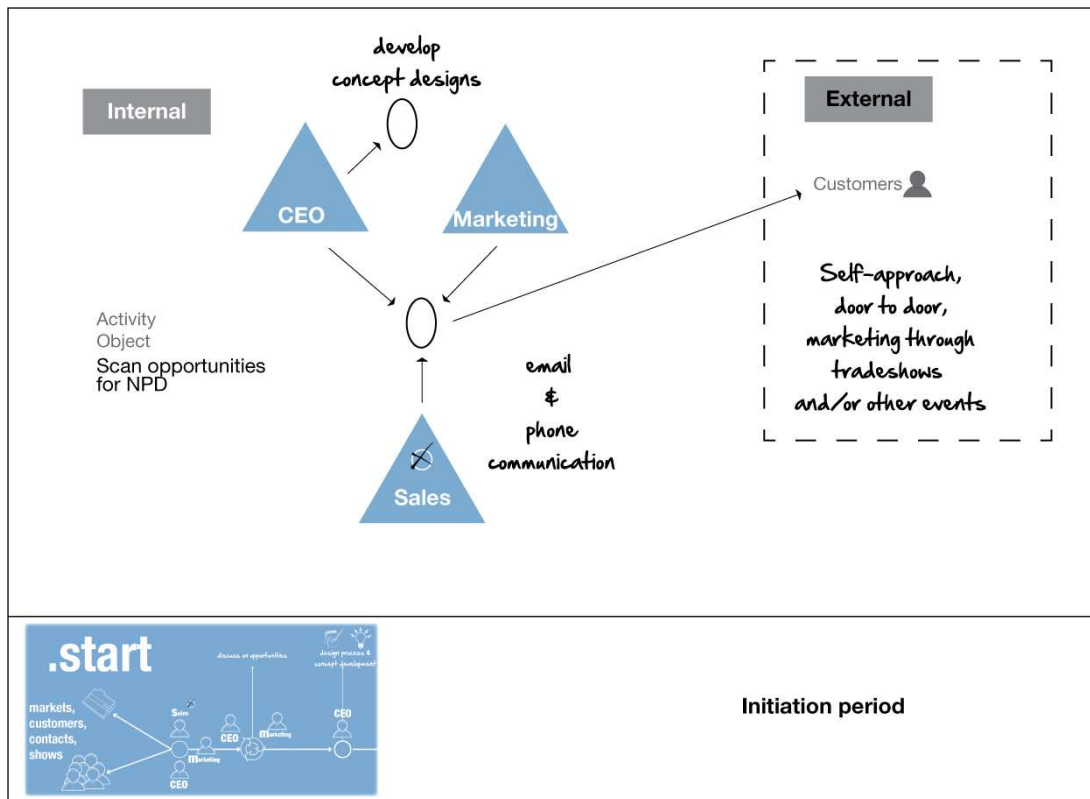 develop
concept designs
Internal
External
CEO
Marketing
Customers
Activity
Object
Scan opportunities
for NPD
email
&
phone
communication
Sales
Self-approach,
door to door,
marketing through
tradeshows
and/or other events
.start
discuss on opportunities
design process &
concept development
markets,
customers,
contacts,
shows
Sales
CEO
marketing
CEO
marketing
CEO
Initiation period